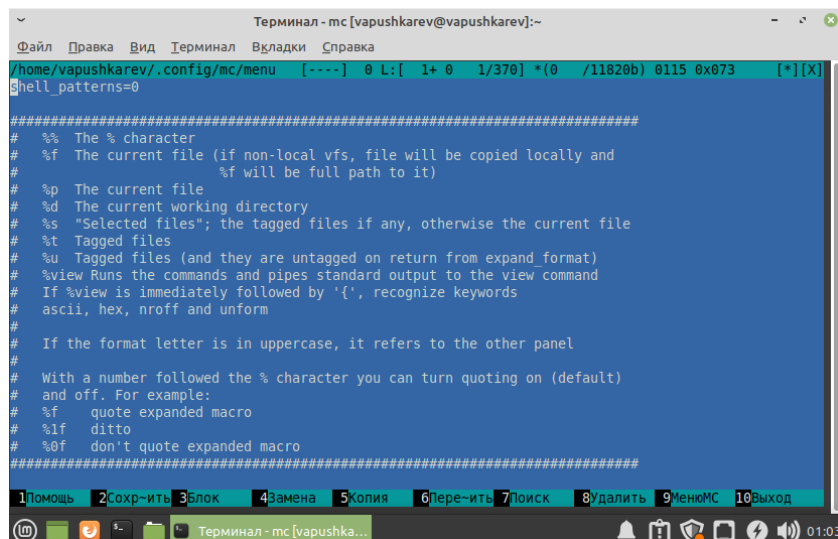 Терминал - mc [vapushkarev@vapushkarev]:~
Файл Правка Вид Терминал Вкладки Справка
/home/vapushkarev/.config/mc/menu [----] 0 L:[ 1+ 0 1/370] *(0 /11820b) 0115 0x073 [*][X]
shell_patterns=0
################################################################################
# %% The % character
# %f The current file (if non-local vfs, file will be copied locally and
# %f will be full path to it)
# %p The current file
# %d The current working directory
# %s "Selected files"; the tagged files if any, otherwise the current file
# %t Tagged files
# %u Tagged files (and they are untagged on return from expand_format)
# %view Runs the commands and pipes standard output to the view command
# If %view is immediately followed by '{', recognize keywords
# ascii, hex, nroff and unform
#
# If the format letter is in uppercase, it refers to the other panel
#
# With a number followed the % character you can turn quoting on (default)
# and off. For example:
# %f quote expanded macro
# %1f ditto
# %0f don't quote expanded macro
################################################################################
1Помощь 2Сохр~ить 3Блок 4Замена 5Копия 6Пере~ить 7Поиск 8Удалить 9МенюМС 10Выход
Терминал - mc [vapushka... 01:03